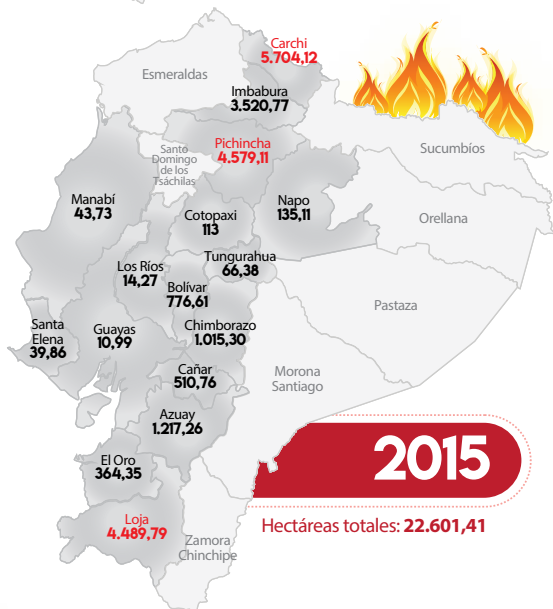 Carchi
5.704,12
Esmeraldas
Imbabura
3.520,77
Pichincha
4.579,11
Santo
Domingo
de los
Tsáchilas
Sucumbíos
Manabí
43,73
Napo
135,11
Cotopaxi
113
Orellana
Tungurahua
66,38
Los Ríos
14,27
Bolívar
776,61
Pastaza
Santa
Elena
39,86
Guayas
10,99
Chimborazo
1.015,30
Cañar
510,76
Morona
Santiago
Azuay
1.217,26
El Oro
364,35
2015
Loja
4.489,79
Zamora
Chinchipe
Hectáreas totales: 22.601,41